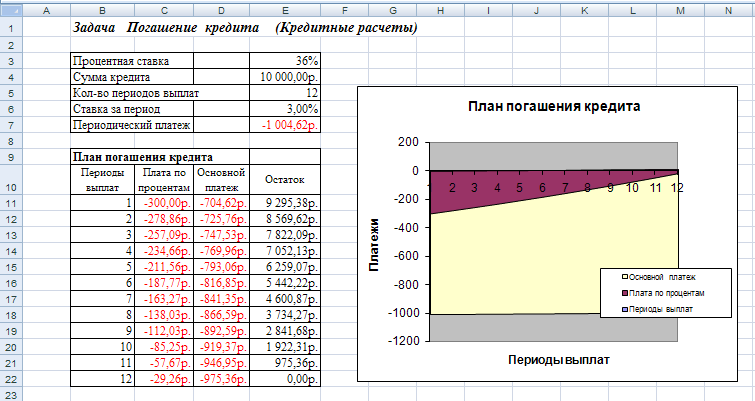 A B C D E F G H I J K L M N
1 Задача Погашение кредита (Кредитные расчеты)
2
3 Процентная ставка 36%
4 Сумма кредита 10 000,00р.
5 Кол-во периодов выплат 12
6 Ставка за период 3,00%
7 Периодический платеж -1 004,62р.
8
9 План погашения кредита
10 Периоды выплат Плата по процентам Основной платеж Остаток
11 1 -300,00р. -704,62р. 9 295,38р.
12 2 -278,86р. -725,76р. 8 569,62р.
13 3 -257,09р. -747,53р. 7 822,09р.
14 4 -234,66р. -769,96р. 7 052,13р.
15 5 -211,56р. -793,06р. 6 259,07р.
16 6 -187,77р. -816,85р. 5 442,22р.
17 7 -163,27р. -841,35р. 4 600,87р.
18 8 -138,03р. -866,59р. 3 734,27р.
19 9 -112,03р. -892,59р. 2 841,68р.
20 10 -85,25р. -919,37р. 1 922,31р.
21 11 -57,67р. -946,95р. 975,36р.
22 12 -29,26р. -975,36р. 0,00р.
23
План погашения кредита
200
0
-200
-400
-600
-800
-1000
-1200
2 3 4 5 6 7 8 9 10 11 12
Платежи
Основной платеж
Плата по процентам
Периоды выплат
Периоды выплат